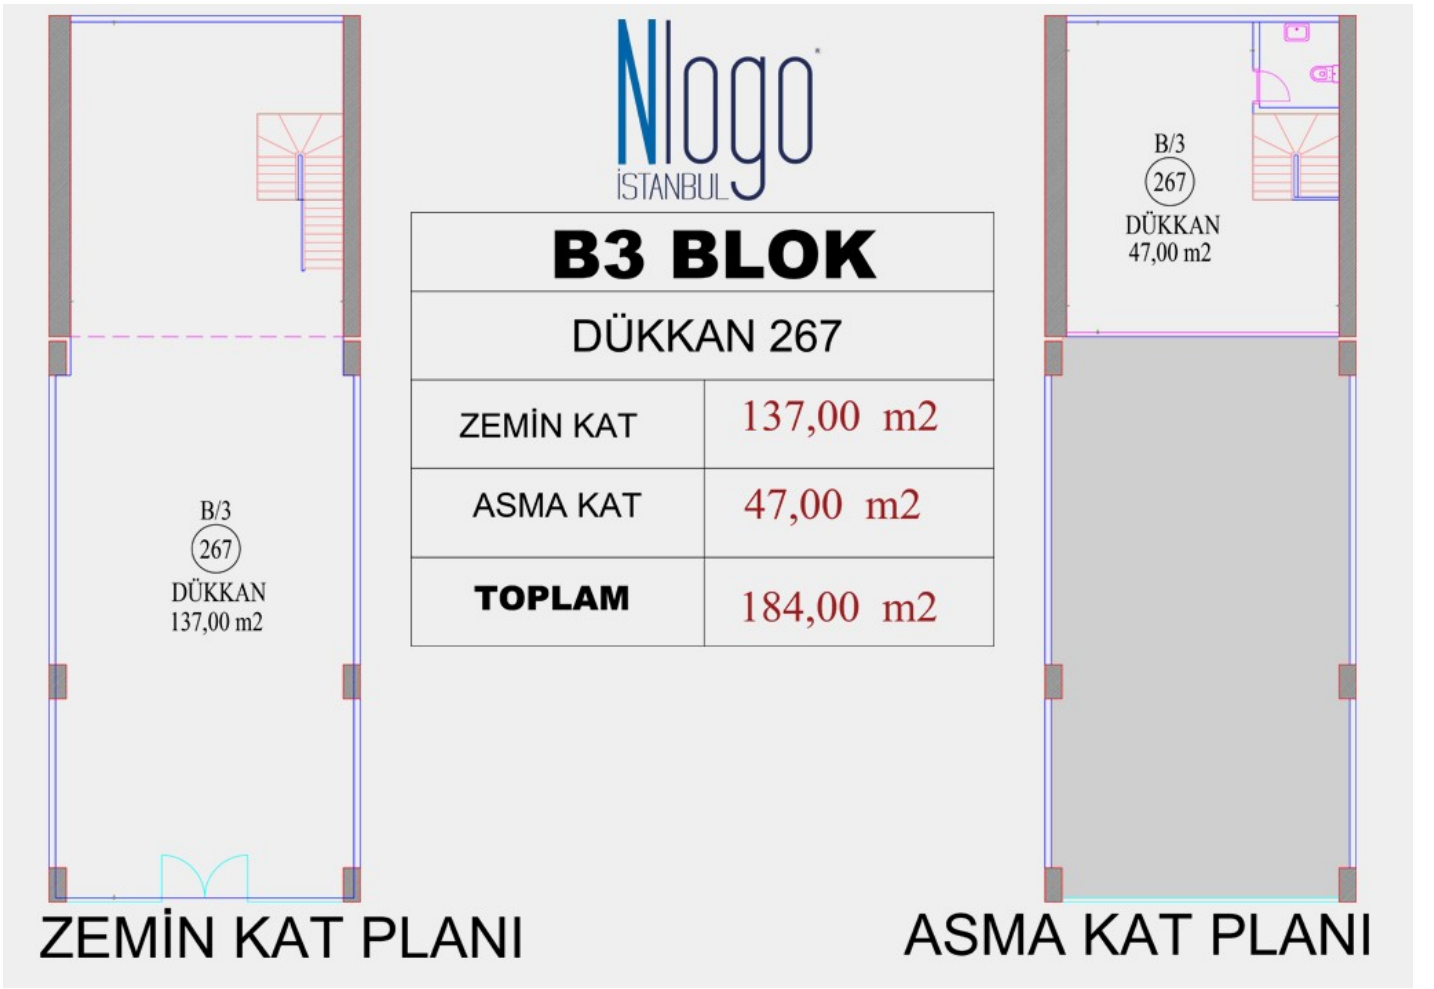 Nlogo
İSTANBUL
B3 BLOK
DÜKKAN 267
ZEMİN KAT 137,00 m2
ASMA KAT 47,00 m2
TOPLAM 184,00 m2
B/3
267
DÜKKAN
137,00 m2
ZEMİN KAT PLANI
B/3
267
DÜKKAN
47,00 m2
ASMA KAT PLANI